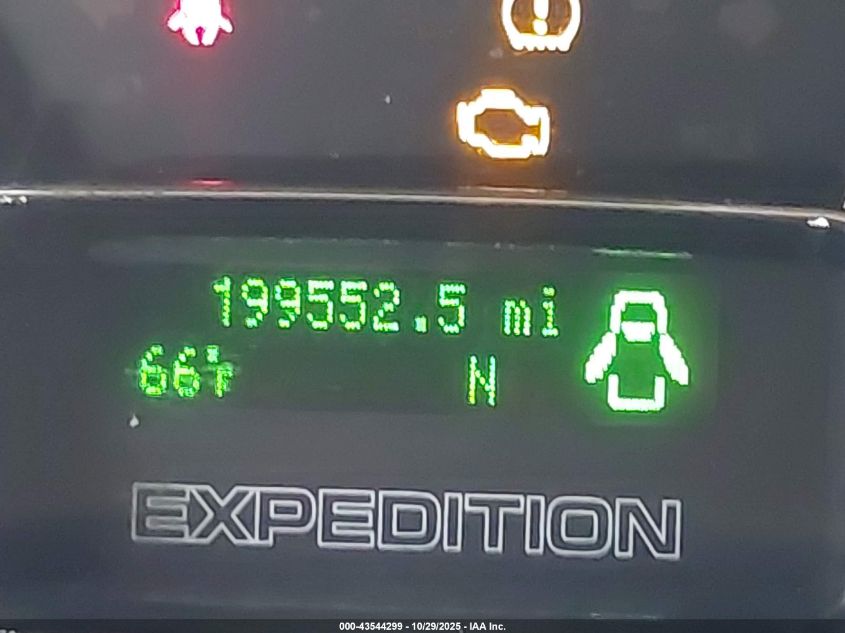 199552.5 mi
66°F N
EXPEDITION
000-43544299 - 10/29/2025 - IAA Inc.